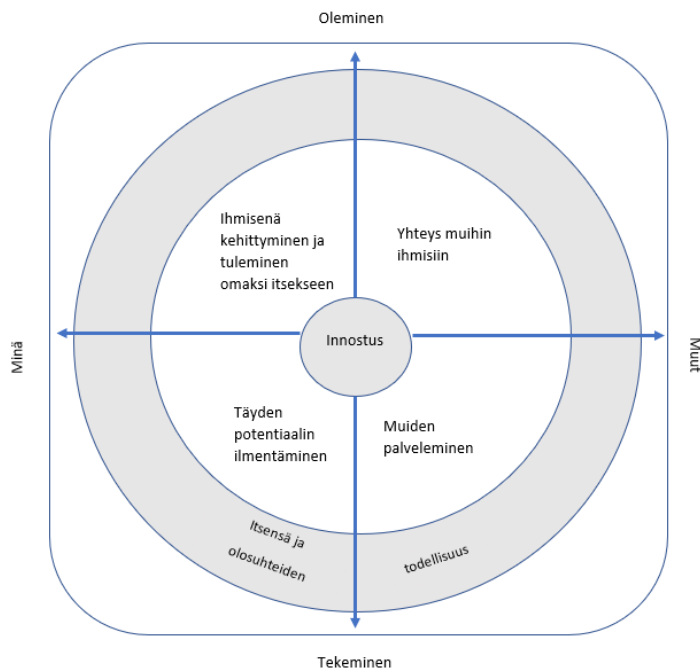 Oleminen
Ihmisenä
kehittyminen ja
tuleminen
omaksi itsekseen
Yhteys muihin
ihmisiin
Minä
Innostus
Muut
Täyden
potentiaalin
ilmentäminen
Muiden
palveleminen
Itsensä ja
olosuhteiden
todellisuus
Tekeminen